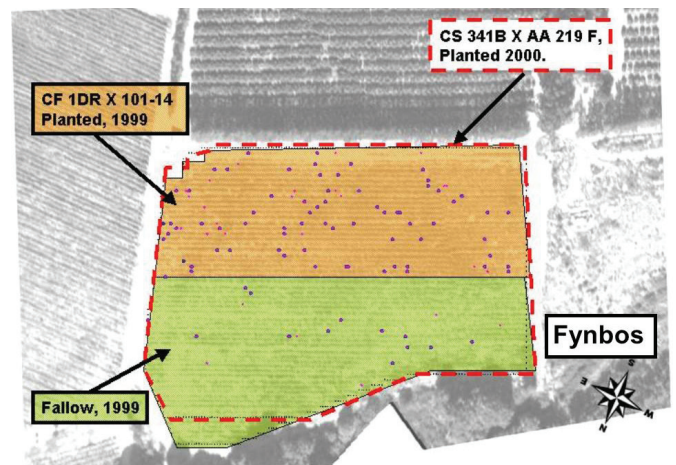 CS 341B X AA 219 F,
Planted 2000.
CF 1DR X 101-14
Planted, 1999
Fynbos
Fallow, 1999
S
E
W
N